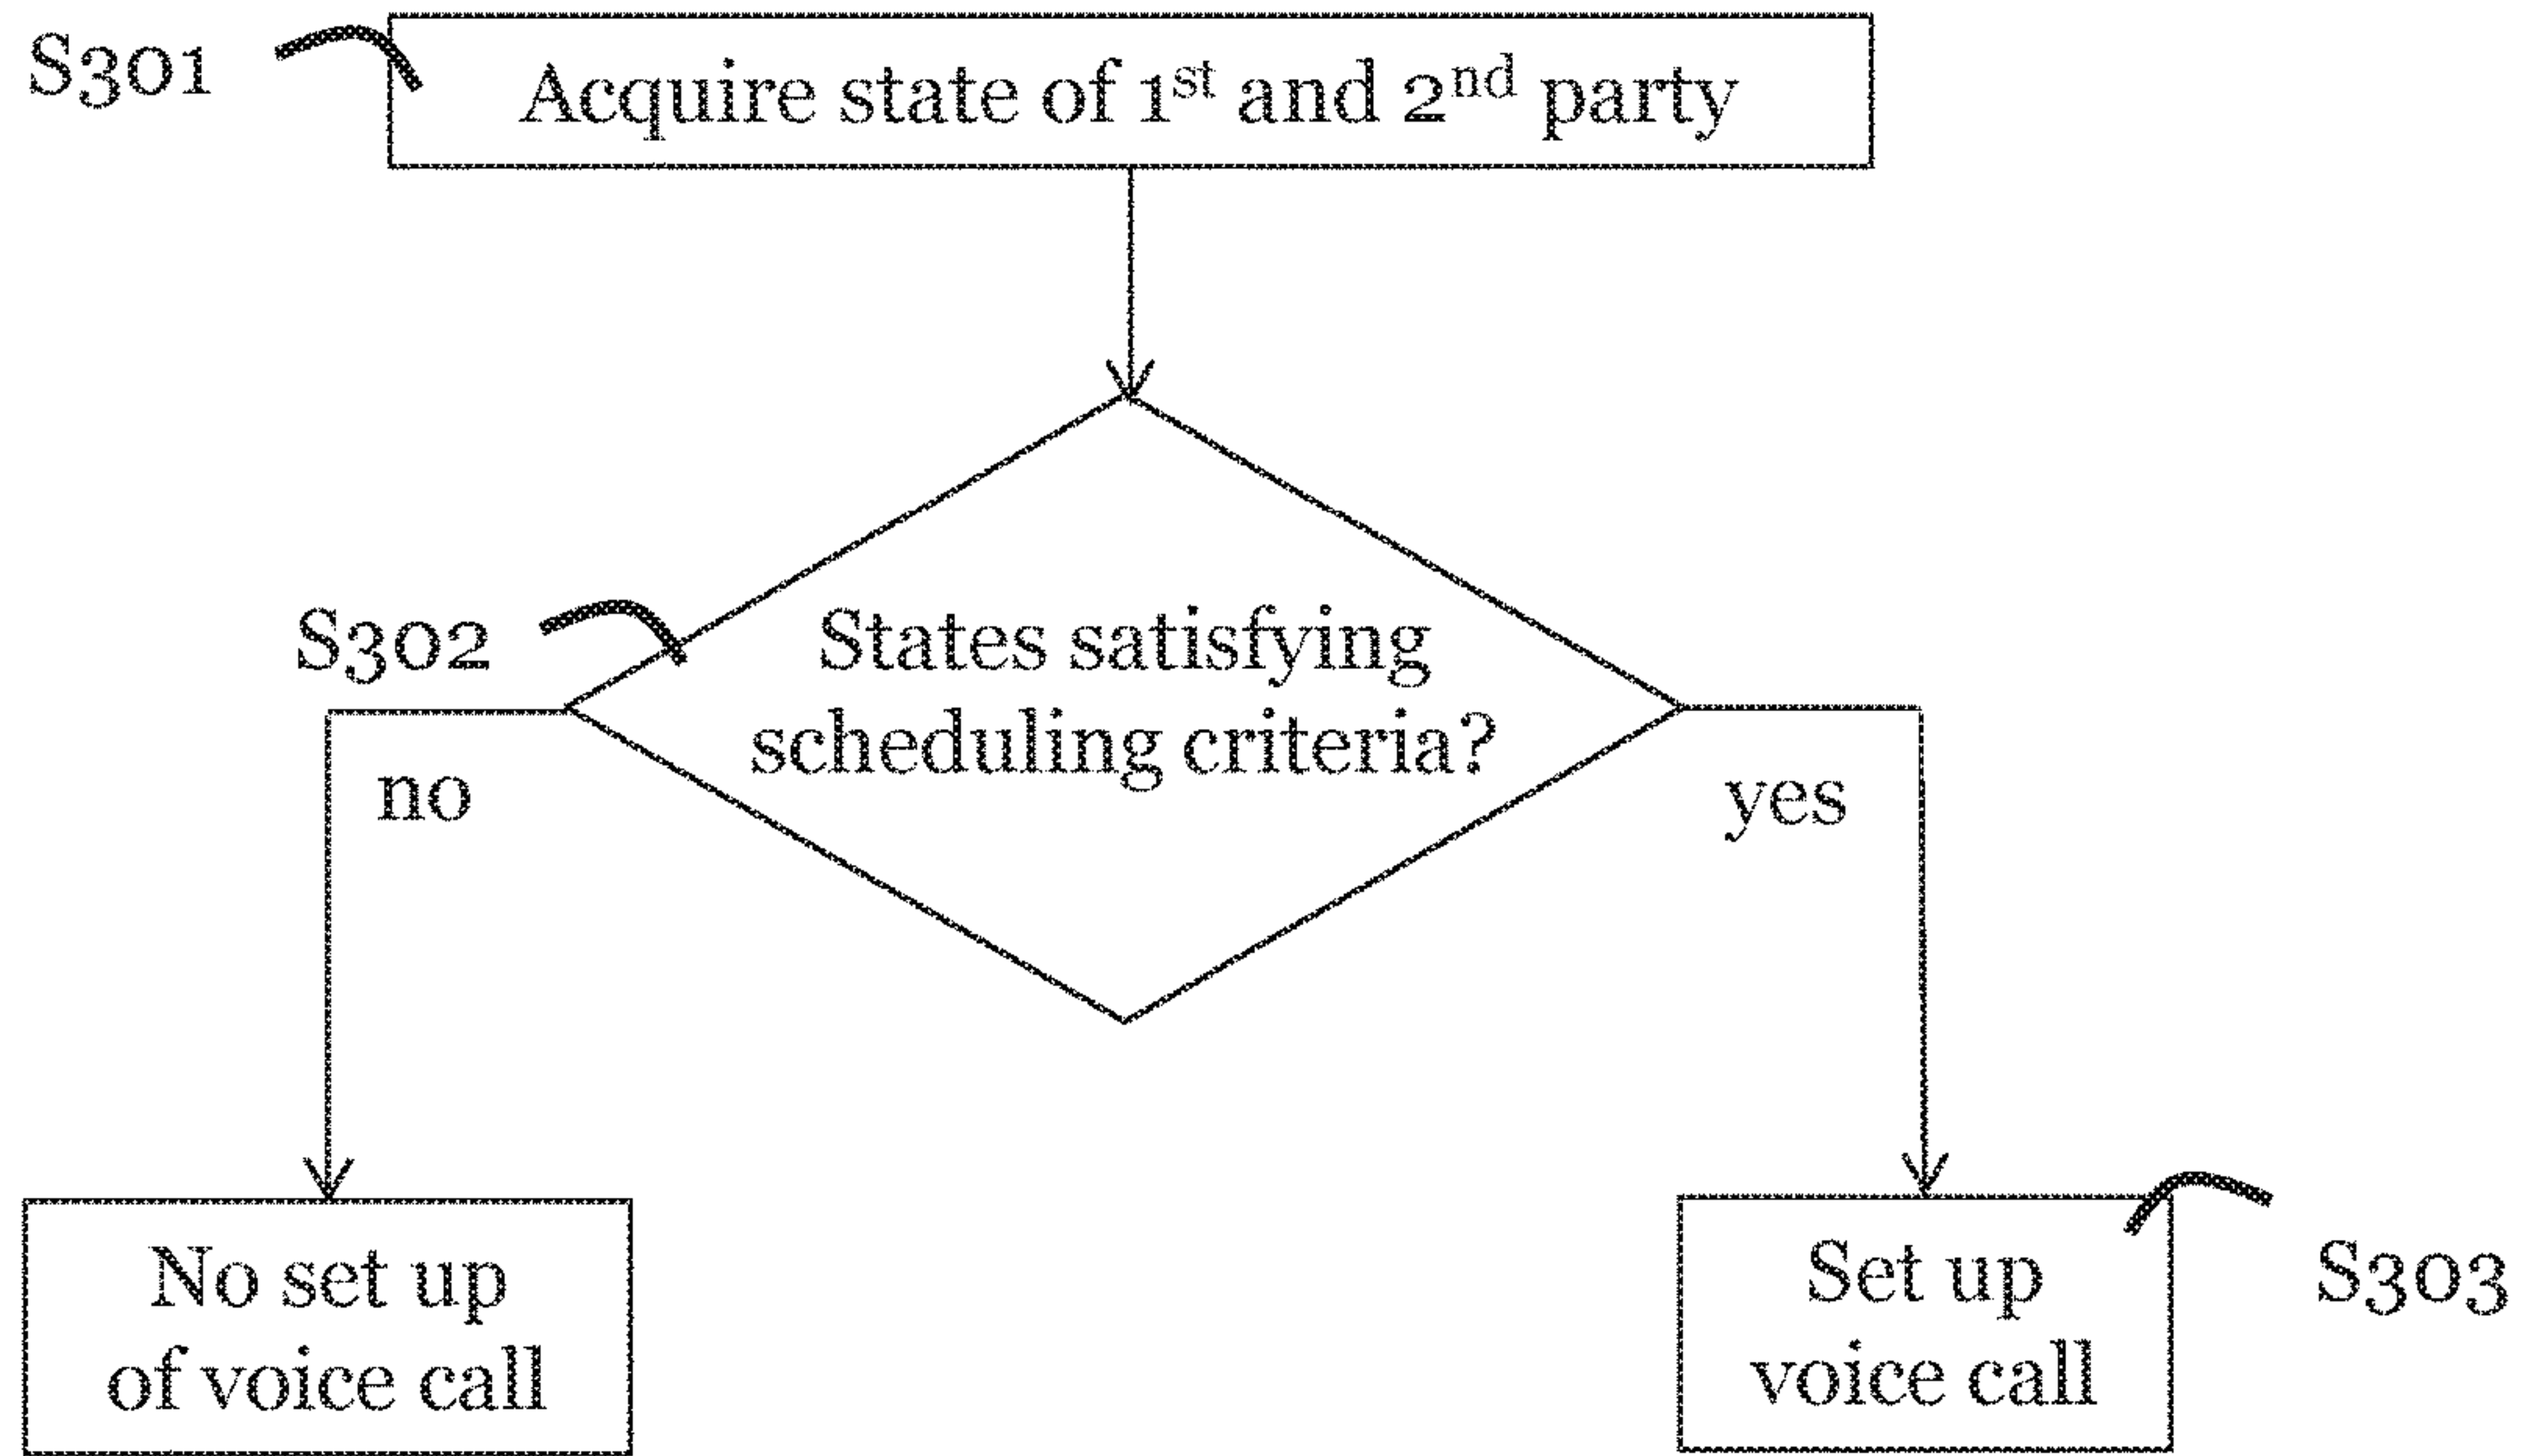 S301
Acquire state of 1st and 2nd party
S302
States satisfying
scheduling criteria?
no
yes
No set up
of voice call
Set up
voice call
S303